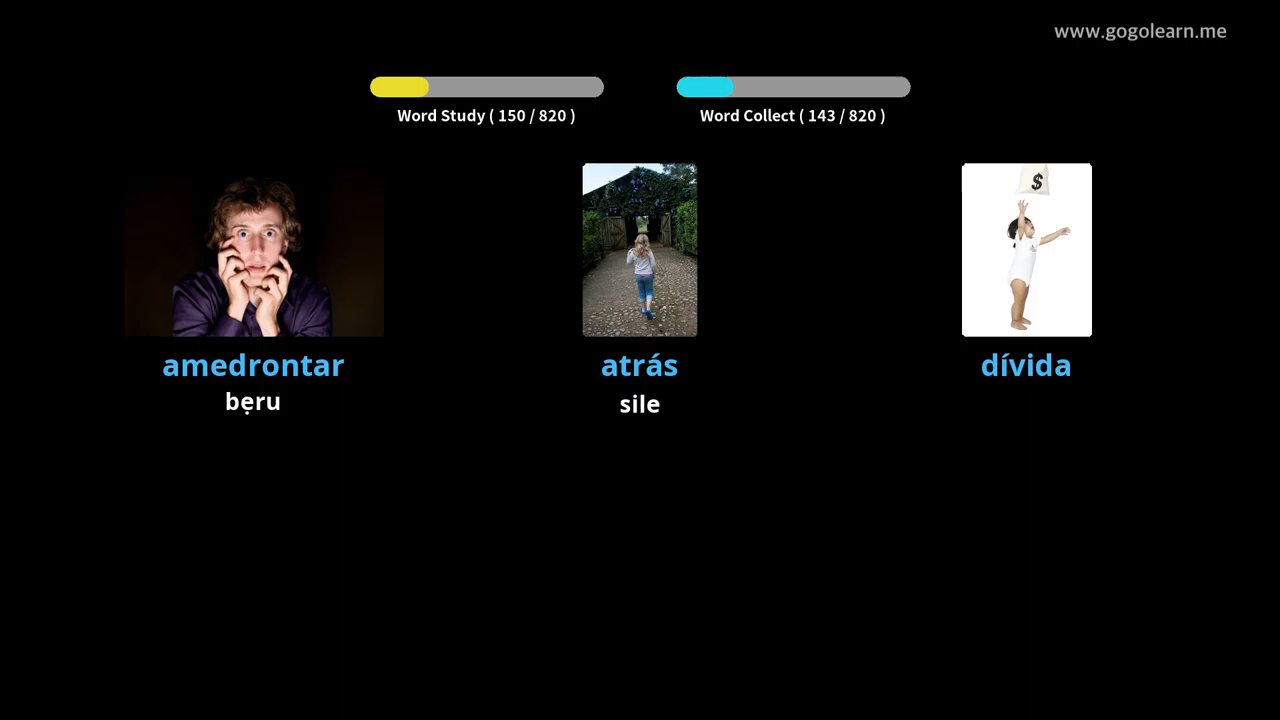 www.gogolearn.me
Word Study ( 150 / 820 )
Word Collect ( 143 / 820 )
$
amedrontar
atrás
dívida
bẹru
sile